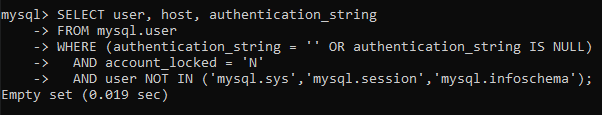 mysql> SELECT user, host, authentication_string
    -> FROM mysql.user
    -> WHERE (authentication_string = '' OR authentication_string IS NULL)
    ->   AND account_locked = 'N'
    ->   AND user NOT IN ('mysql.sys','mysql.session','mysql.infoschema');
Empty set (0.019 sec)